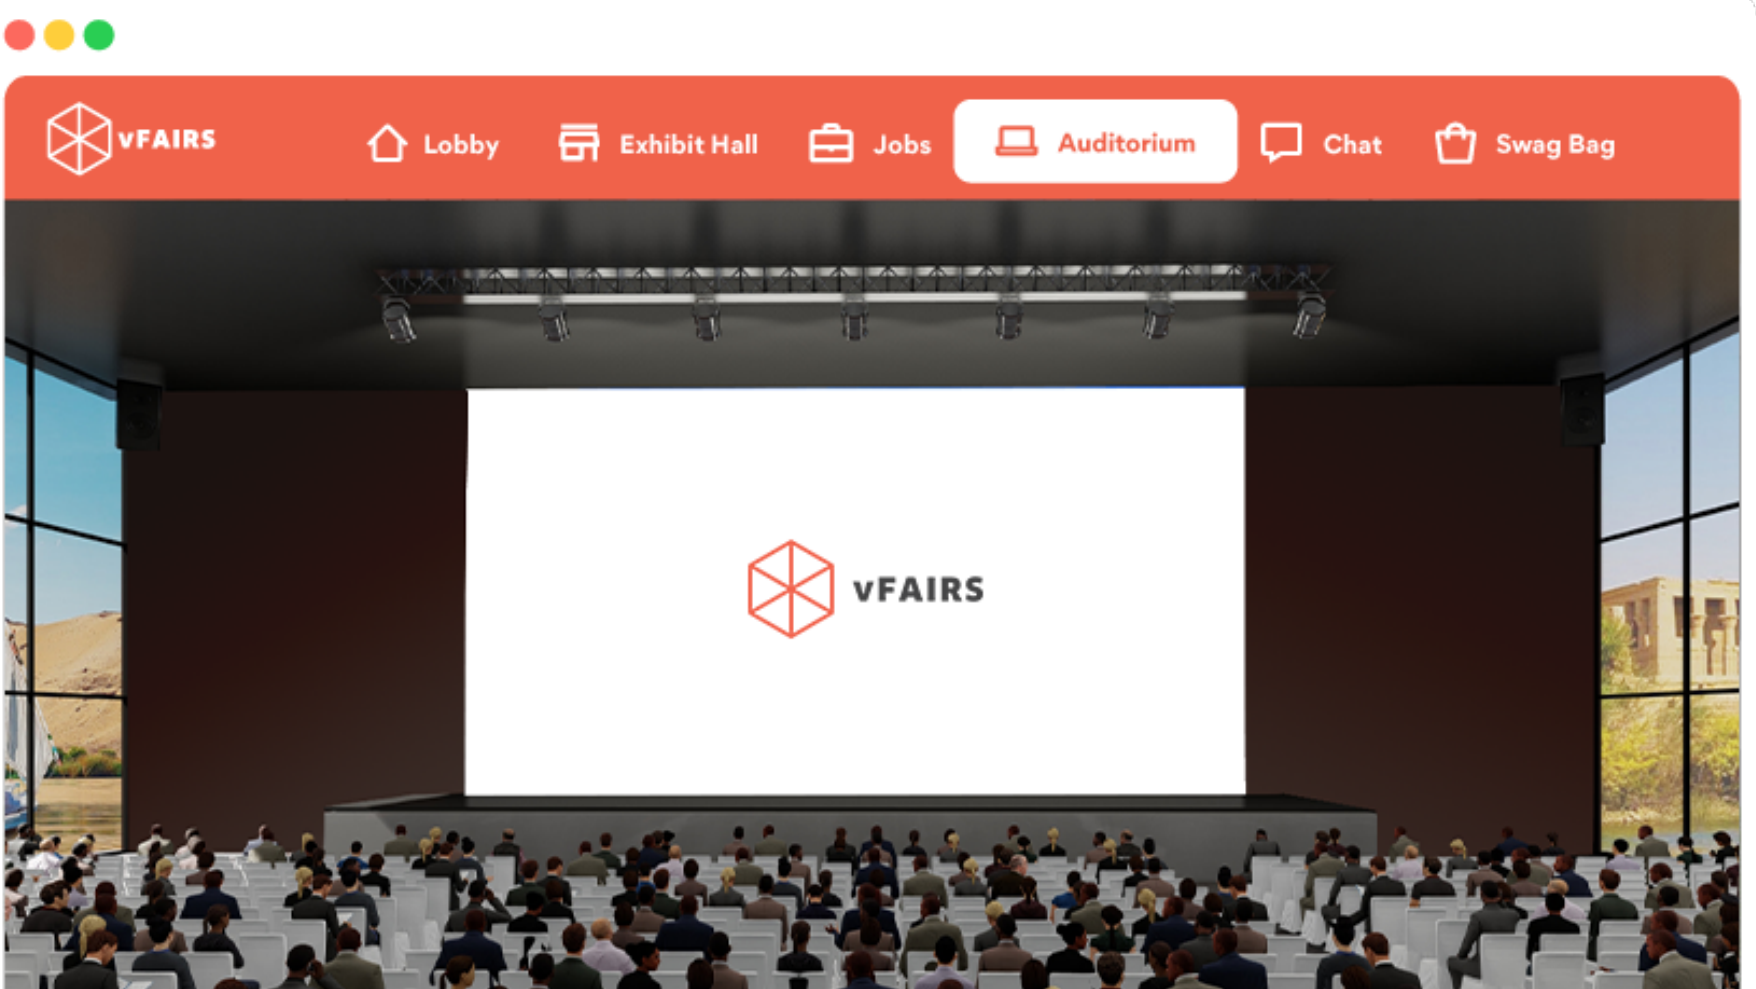 vFAIRS
Lobby
Exhibit Hall
Jobs
Auditorium
Chat
Swag Bag
vFAIRS